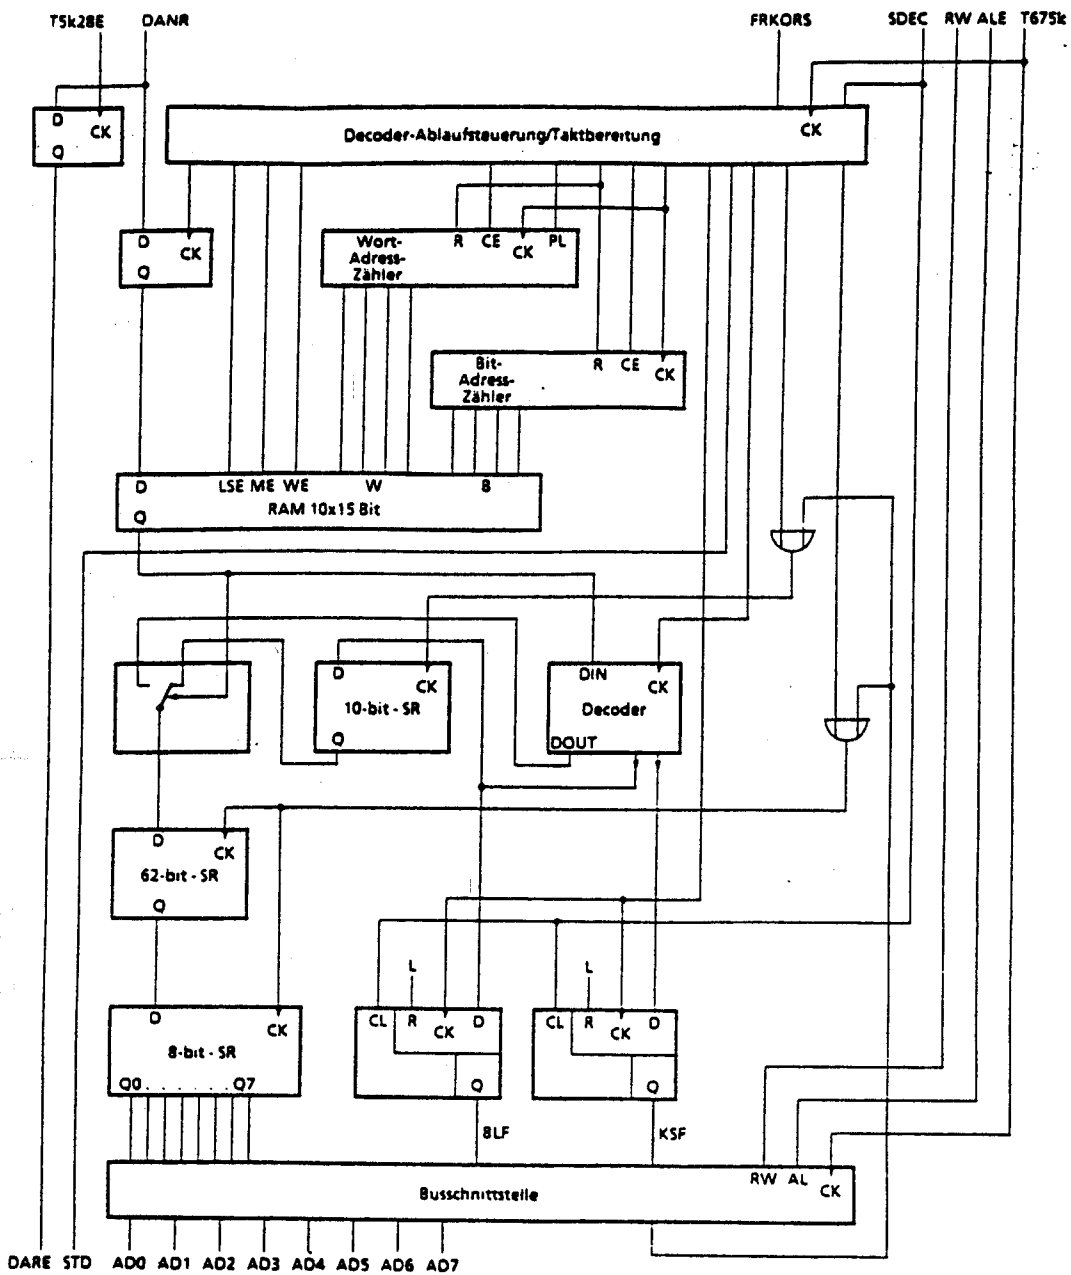 T5k28E DANR FRKORS SDEC RW ALE T675k
D CK
Q
Decoder-Ablaufsteuerung/Taktbereitung CK
D CK
Q
Wort-
Adress-
Zähler
R CE CK PL
Bit-
Adress-
Zähler
R CE CK
D LSE ME WE W B
Q RAM 10x15 Bit
D CK
10-bit - SR
Q
DIN CK
Decoder
DOUT
D CK
62-bit - SR
Q
L L
D CK
8-bit - SR
Q0 . . . . . . Q7
CL R CK D
Q
CL R CK D
Q
BLF KSF
RW AL CK
Busschnittstelle
DARE STD AD0 AD1 AD2 AD3 AD4 AD5 AD6 AD7